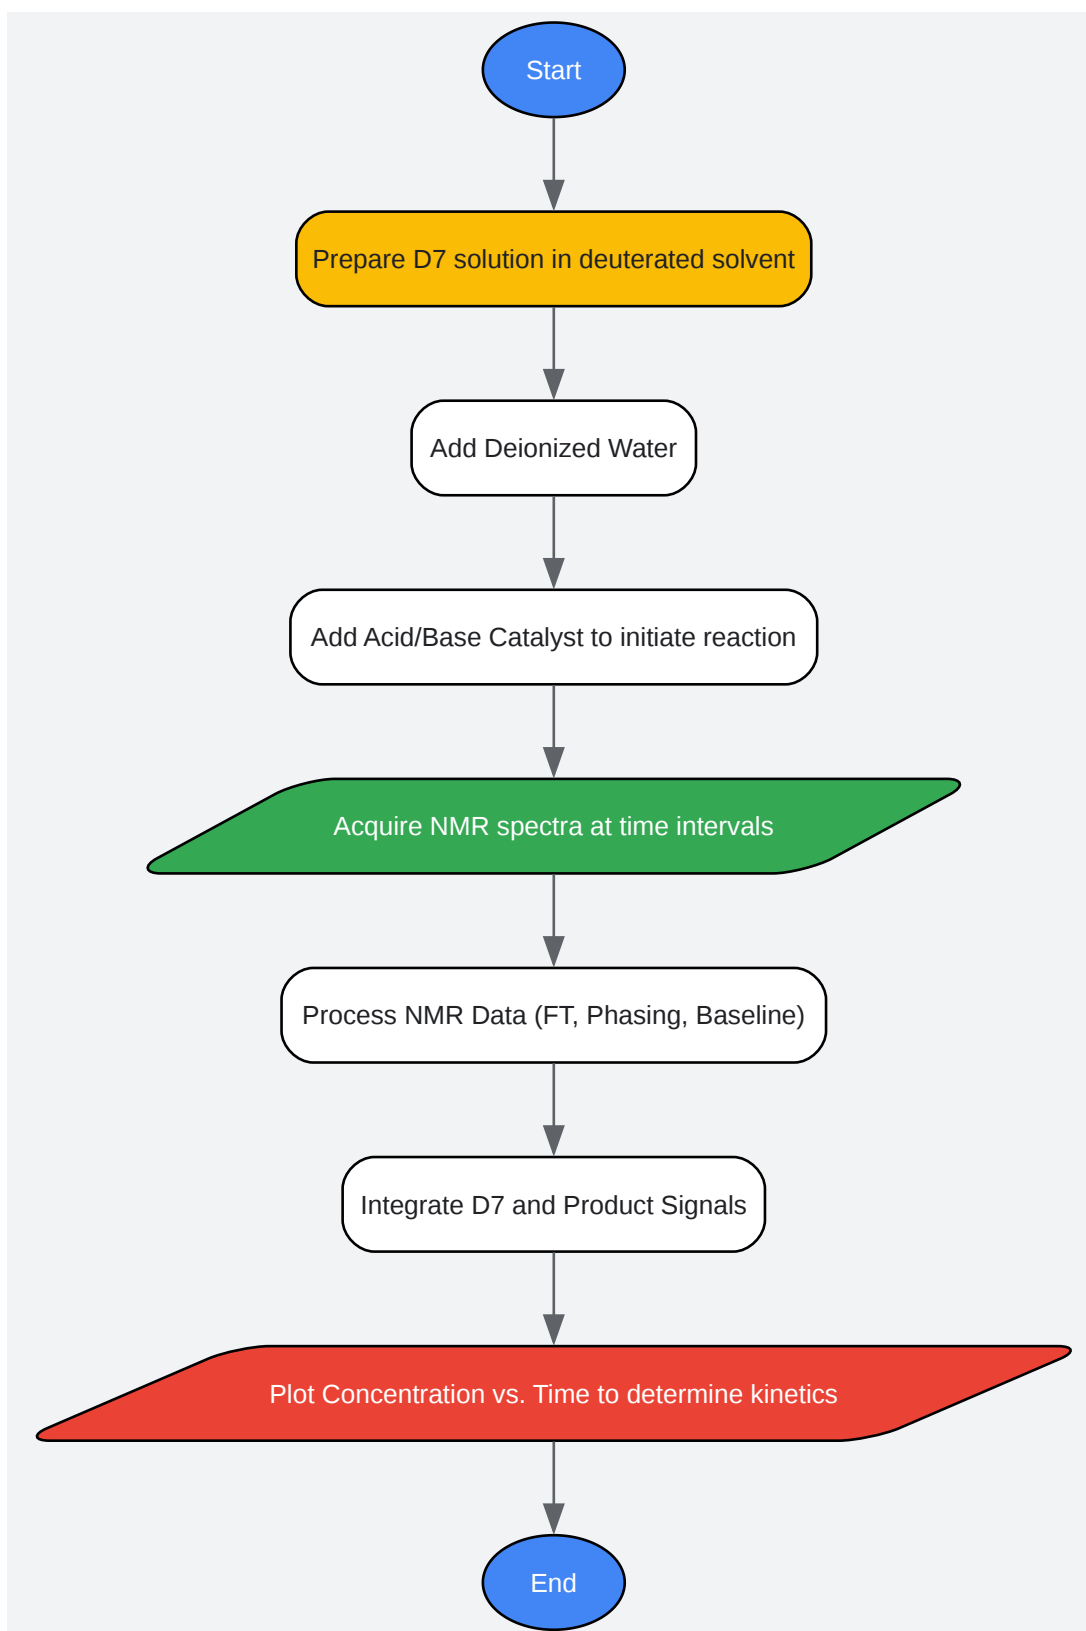 Start
Prepare D7 solution in deuterated solvent
Add Deionized Water
Add Acid/Base Catalyst to initiate reaction
Acquire NMR spectra at time intervals
Process NMR Data (FT, Phasing, Baseline)
Integrate D7 and Product Signals
Plot Concentration vs. Time to determine kinetics
End